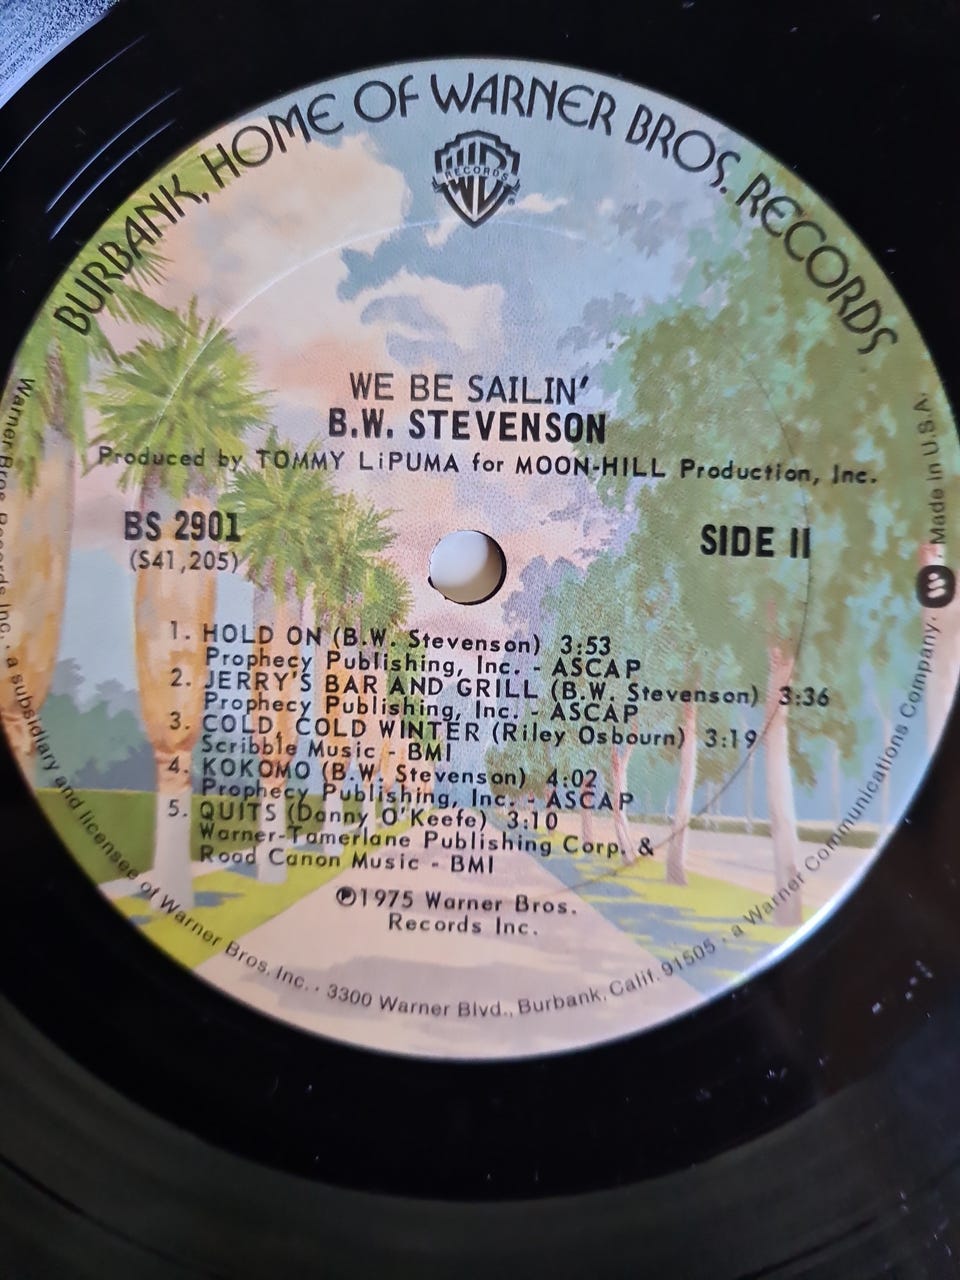 BURBANK, HOME OF WARNER BROS. RECORDS
RECORDS
WE BE SAILIN'
B.W. STEVENSON
Produced by TOMMY LiPUMA for MOON-HILL Production, Inc.
BS 2901
SIDE II
(S41,205)
1. HOLD ON (B.W. Stevenson) 3:53
Prophecy Publishing, Inc. - ASCAP
2. JERRY'S BAR AND GRILL (B.W. Stevenson) 3:36
Prophecy Publishing, Inc. - ASCAP
3. COLD, COLD WINTER (Riley Osbourn) 3:19
Scribble Music - BMI
4. KOKOMO (B.W. Stevenson) 4:02
Prophecy Publishing, Inc. - ASCAP
5. QUITS (Danny O'Keefe) 3:10
Warner-Tamerlane Publishing Corp. &
Road Canon Music - BMI
℗1975 Warner Bros.
Records Inc.
Warner Bros. Records Inc. · a subsidiary and licensee of Warner Bros. Inc. · 3300 Warner Blvd., Burbank, Calif. 91505 · a Warner Communications Company. · Made in U.S.A.